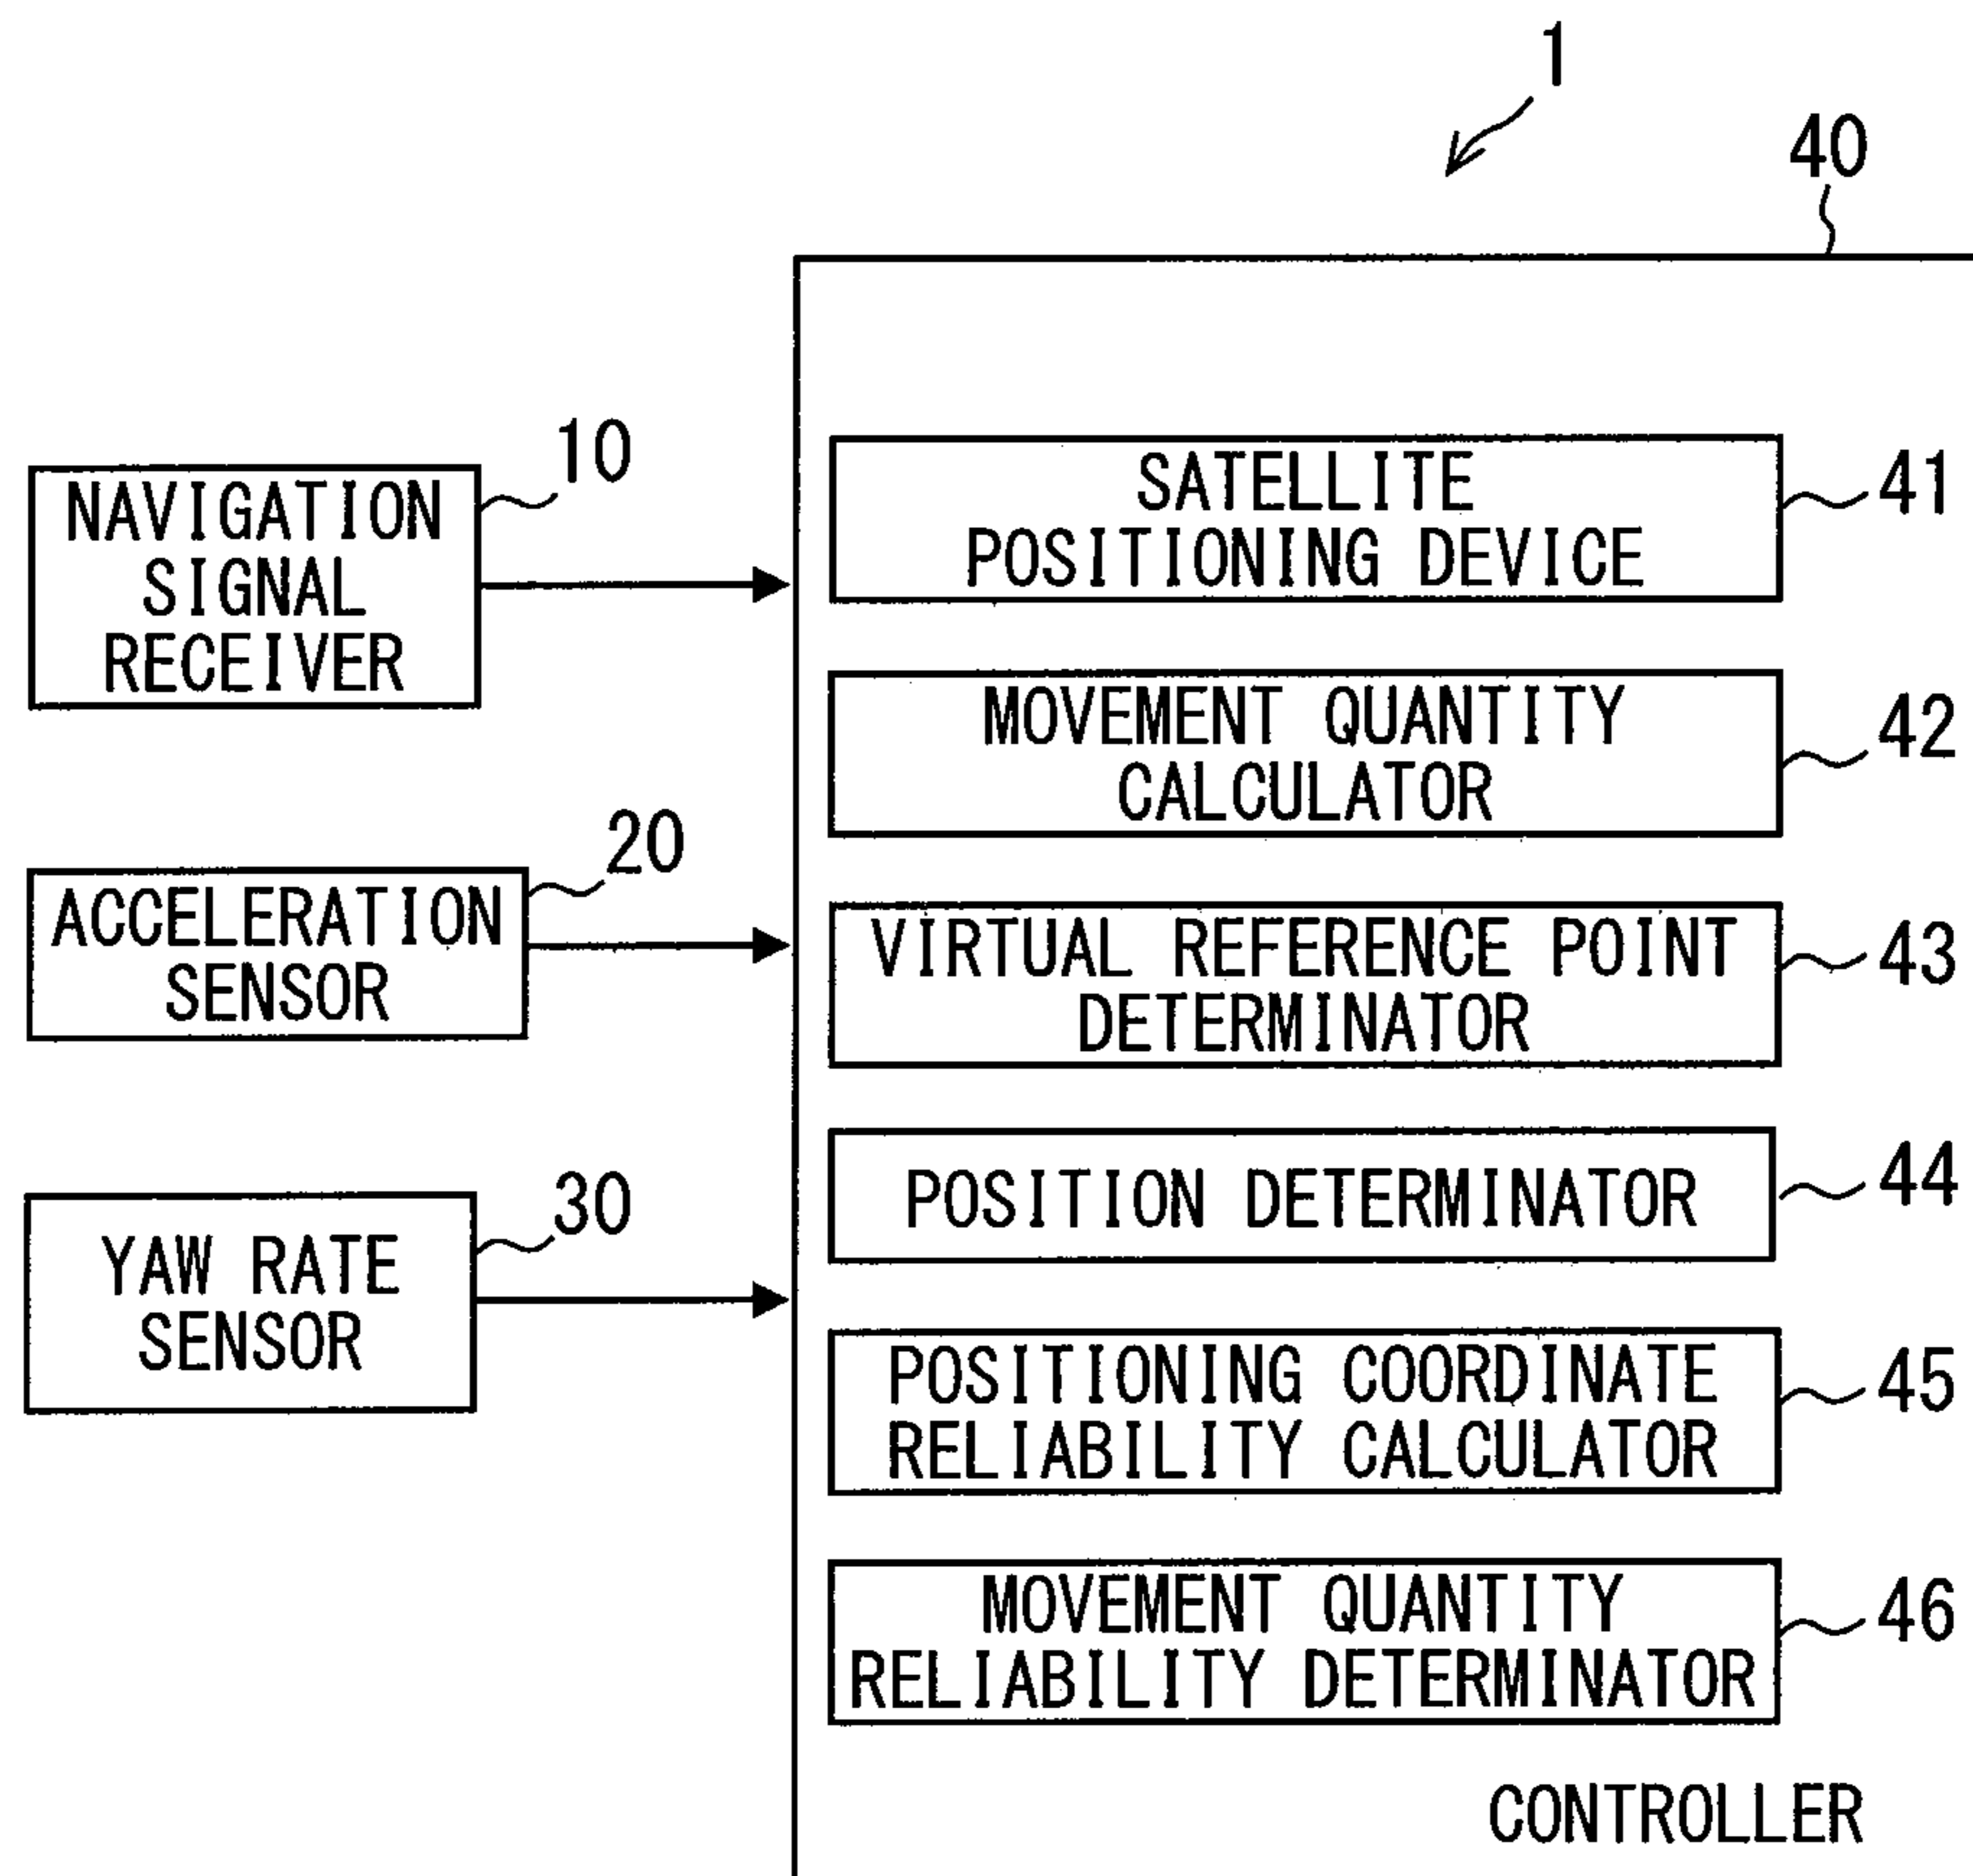 1
40
10
NAVIGATION
SIGNAL
RECEIVER
20
ACCELERATION
SENSOR
30
YAW RATE
SENSOR
SATELLITE
POSITIONING DEVICE
41
MOVEMENT QUANTITY
CALCULATOR
42
VIRTUAL REFERENCE POINT
DETERMINATOR
43
POSITION DETERMINATOR
44
POSITIONING COORDINATE
RELIABILITY CALCULATOR
45
MOVEMENT QUANTITY
RELIABILITY DETERMINATOR
46
CONTROLLER